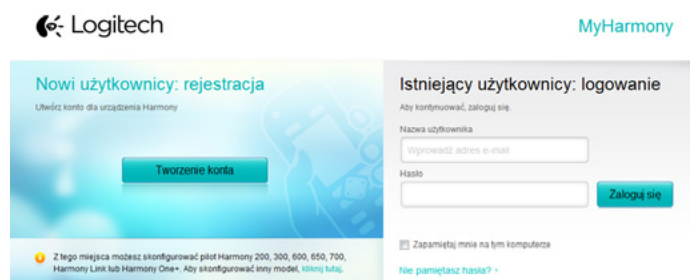 Logitech
MyHarmony
Nowi użytkownicy: rejestracja
Utwórz konto dla urządzenia Harmony
Tworzenie konta
Z tego miejsca możesz skonfigurować pilot Harmony 200, 300, 600, 650, 700,
Harmony Link lub Harmony One+. Aby skonfigurować inny model, kliknij tutaj.
Istniejący użytkownicy: logowanie
Aby kontynuować, zaloguj się.
Nazwa użytkownika
Wprowadź adres e-mail
Hasło
Zaloguj się
Zapamiętaj mnie na tym komputerze
Nie pamiętasz hasła? ›